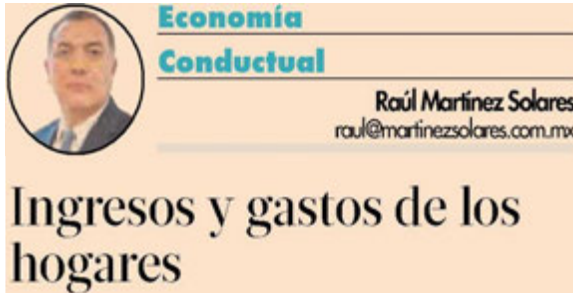 Economía
Conductual
Raúl Martínez Solares
raul@martinezsolares.com.mx
Ingresos y gastos de los
hogares